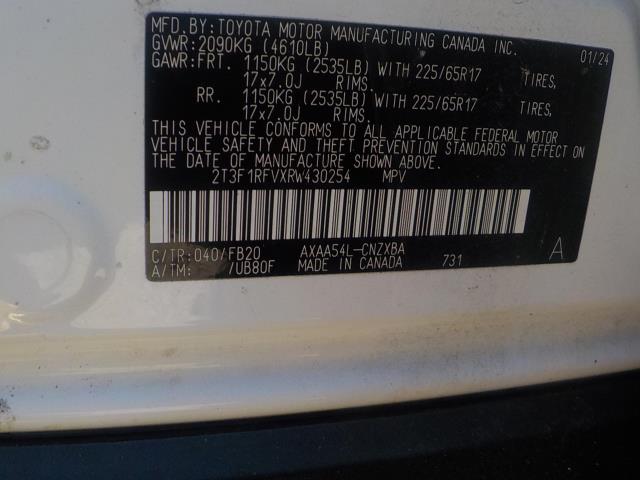 MFD. BY: TOYOTA MOTOR MANUFACTURING CANADA INC.
GVWR: 2090KG (4610LB) 01/24
GAWR: FRT. 1150KG (2535LB) WITH 225/65R17 TIRES,
17x7.0J RIMS.
RR. 1150KG (2535LB) WITH 225/65R17 TIRES,
17x7.0J RIMS.
THIS VEHICLE CONFORMS TO ALL APPLICABLE FEDERAL MOTOR
VEHICLE SAFETY AND THEFT PREVENTION STANDARDS IN EFFECT ON
THE DATE OF MANUFACTURE SHOWN ABOVE.
2T3F1RFVXRW430254 MPV
C/TR: 040/FB20 AXAA54L-CNZXBA
A/TM: /UB80F MADE IN CANADA 731 A